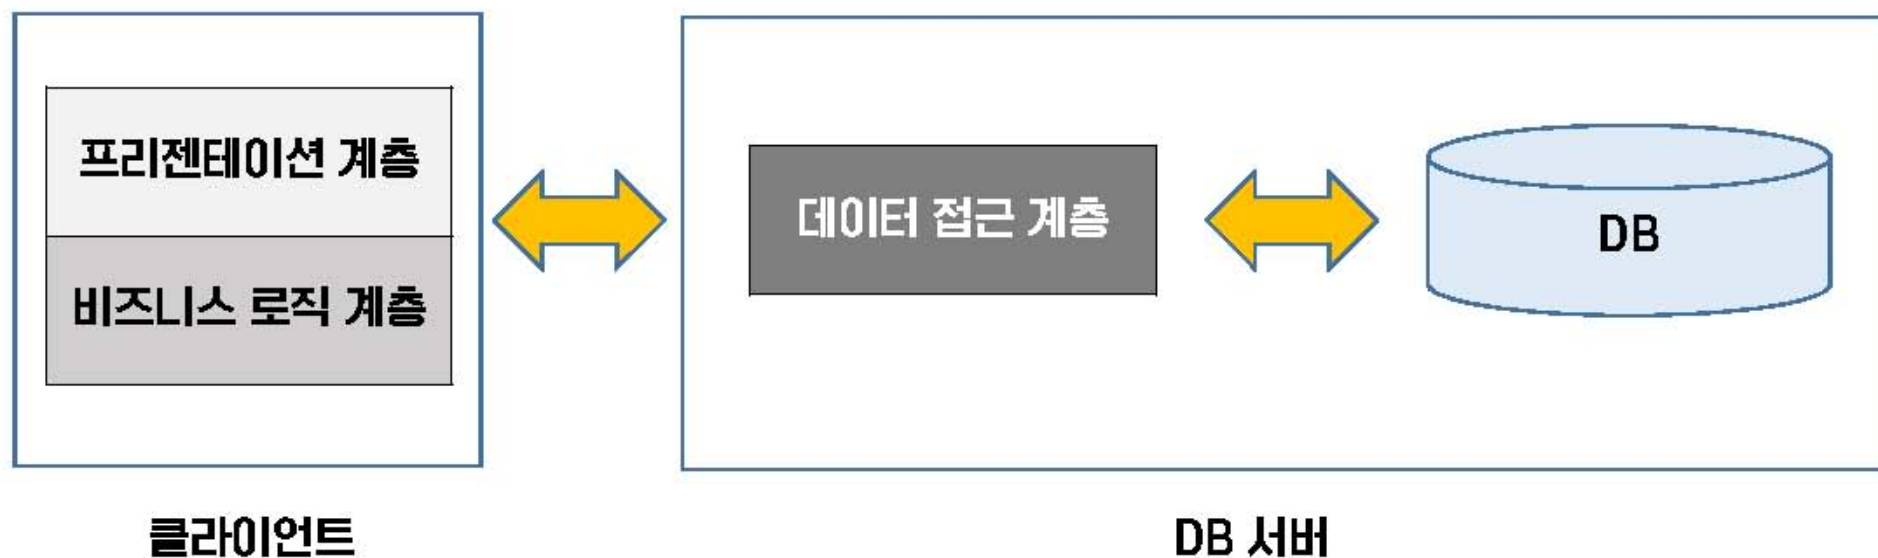 프리젠테이션 계층
비즈니스 로직 계층
데이터 접근 계층
DB
클라이언트
DB 서버